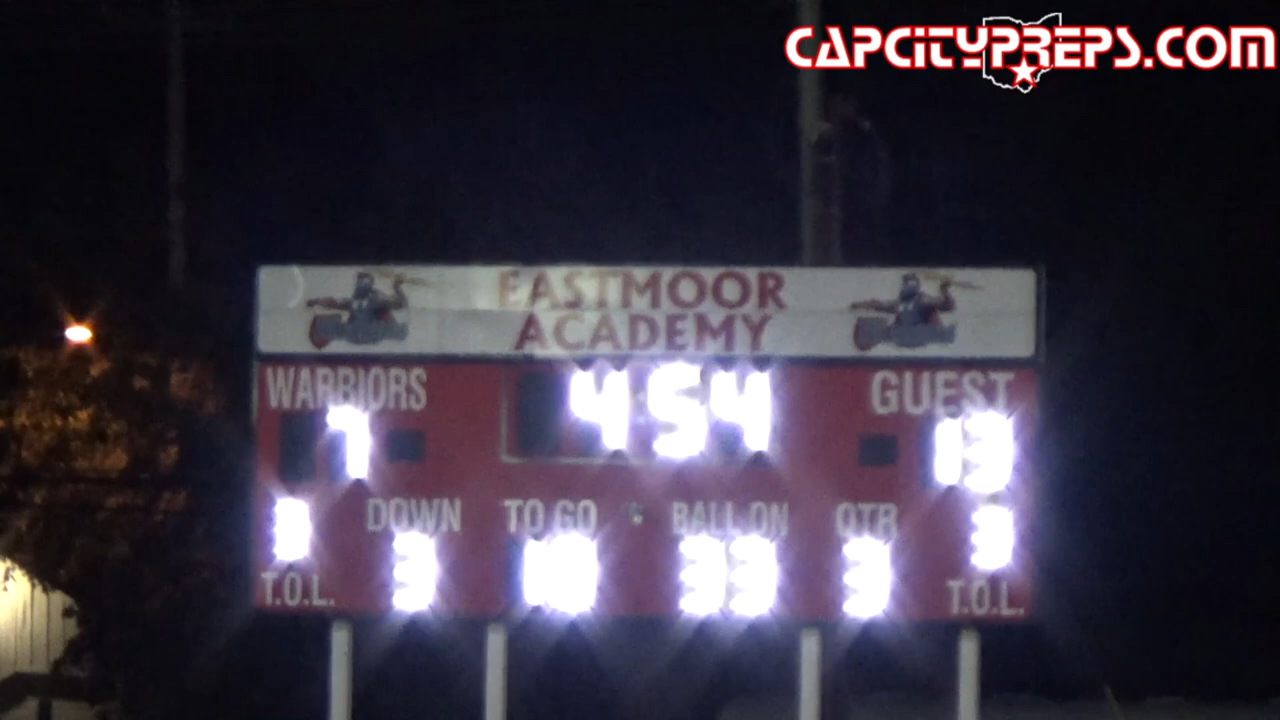 CAPCITYPREPS.COM
EASTMOOR
ACADEMY
WARRIORS 4 54 GUEST
7 13
DOWN TO GO BALL ON QTR
3 3 33 3
T.O.L. T.O.L.